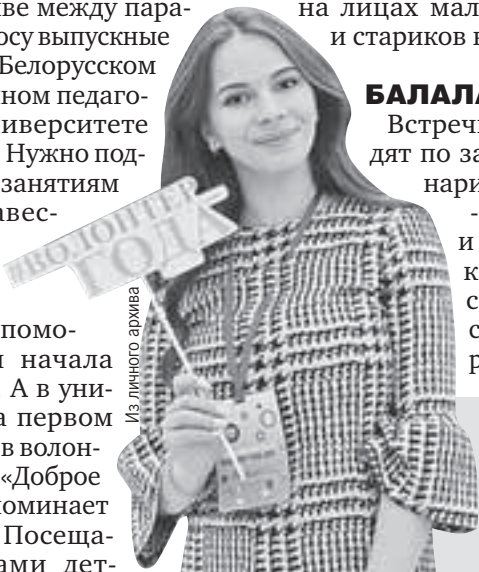 ве между пара-
осу выпускные
Белорусском
ном педаго-
иверситете
Нужно под-
занятиям
авес-
помо-
начала
А в уни-
а первом
в волон-
«Доброе
поминает
Посеща-
ами дет-
#ВОЛОНТЕР
ГОДА
Из личного архива
на лицах мал
и стариков
БАЛАЛА
Встреч
дят по за
нари
и